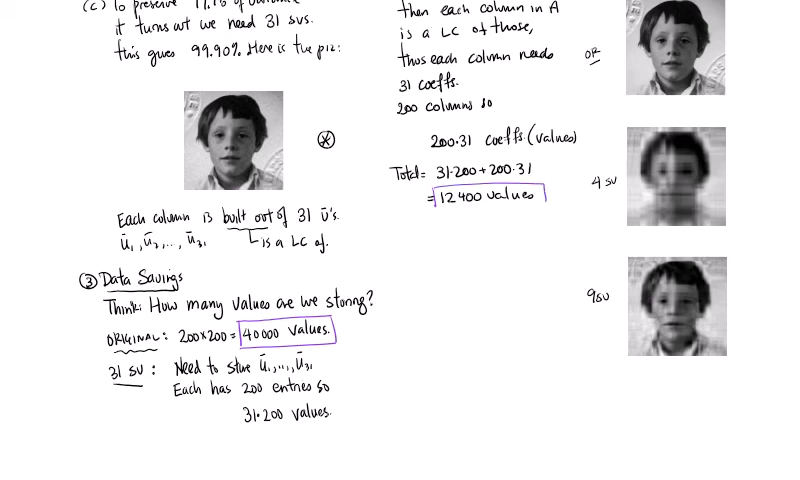 (c) To preserve
it turns out we need 31 svs.
this gives 99.90%. Here is the pic:
Each column is built out of 31 ū's.
ū₁, ū₂, ..., ū₃₁ is a LC of.
③ Data Savings
Think: How many values are we storing?
ORIGINAL: 200×200 = 40000 values.
31 SV: Need to store ū₁, ..., ū₃₁
Each has 200 entries so
31·200 values.
then each column in A
is a LC of those,
thus each column needs
31 coeffs.
200 columns so
200·31 coeffs. (values)
Total = 31·200 + 200·31
= 12400 values
OR
4 SV
9 SV